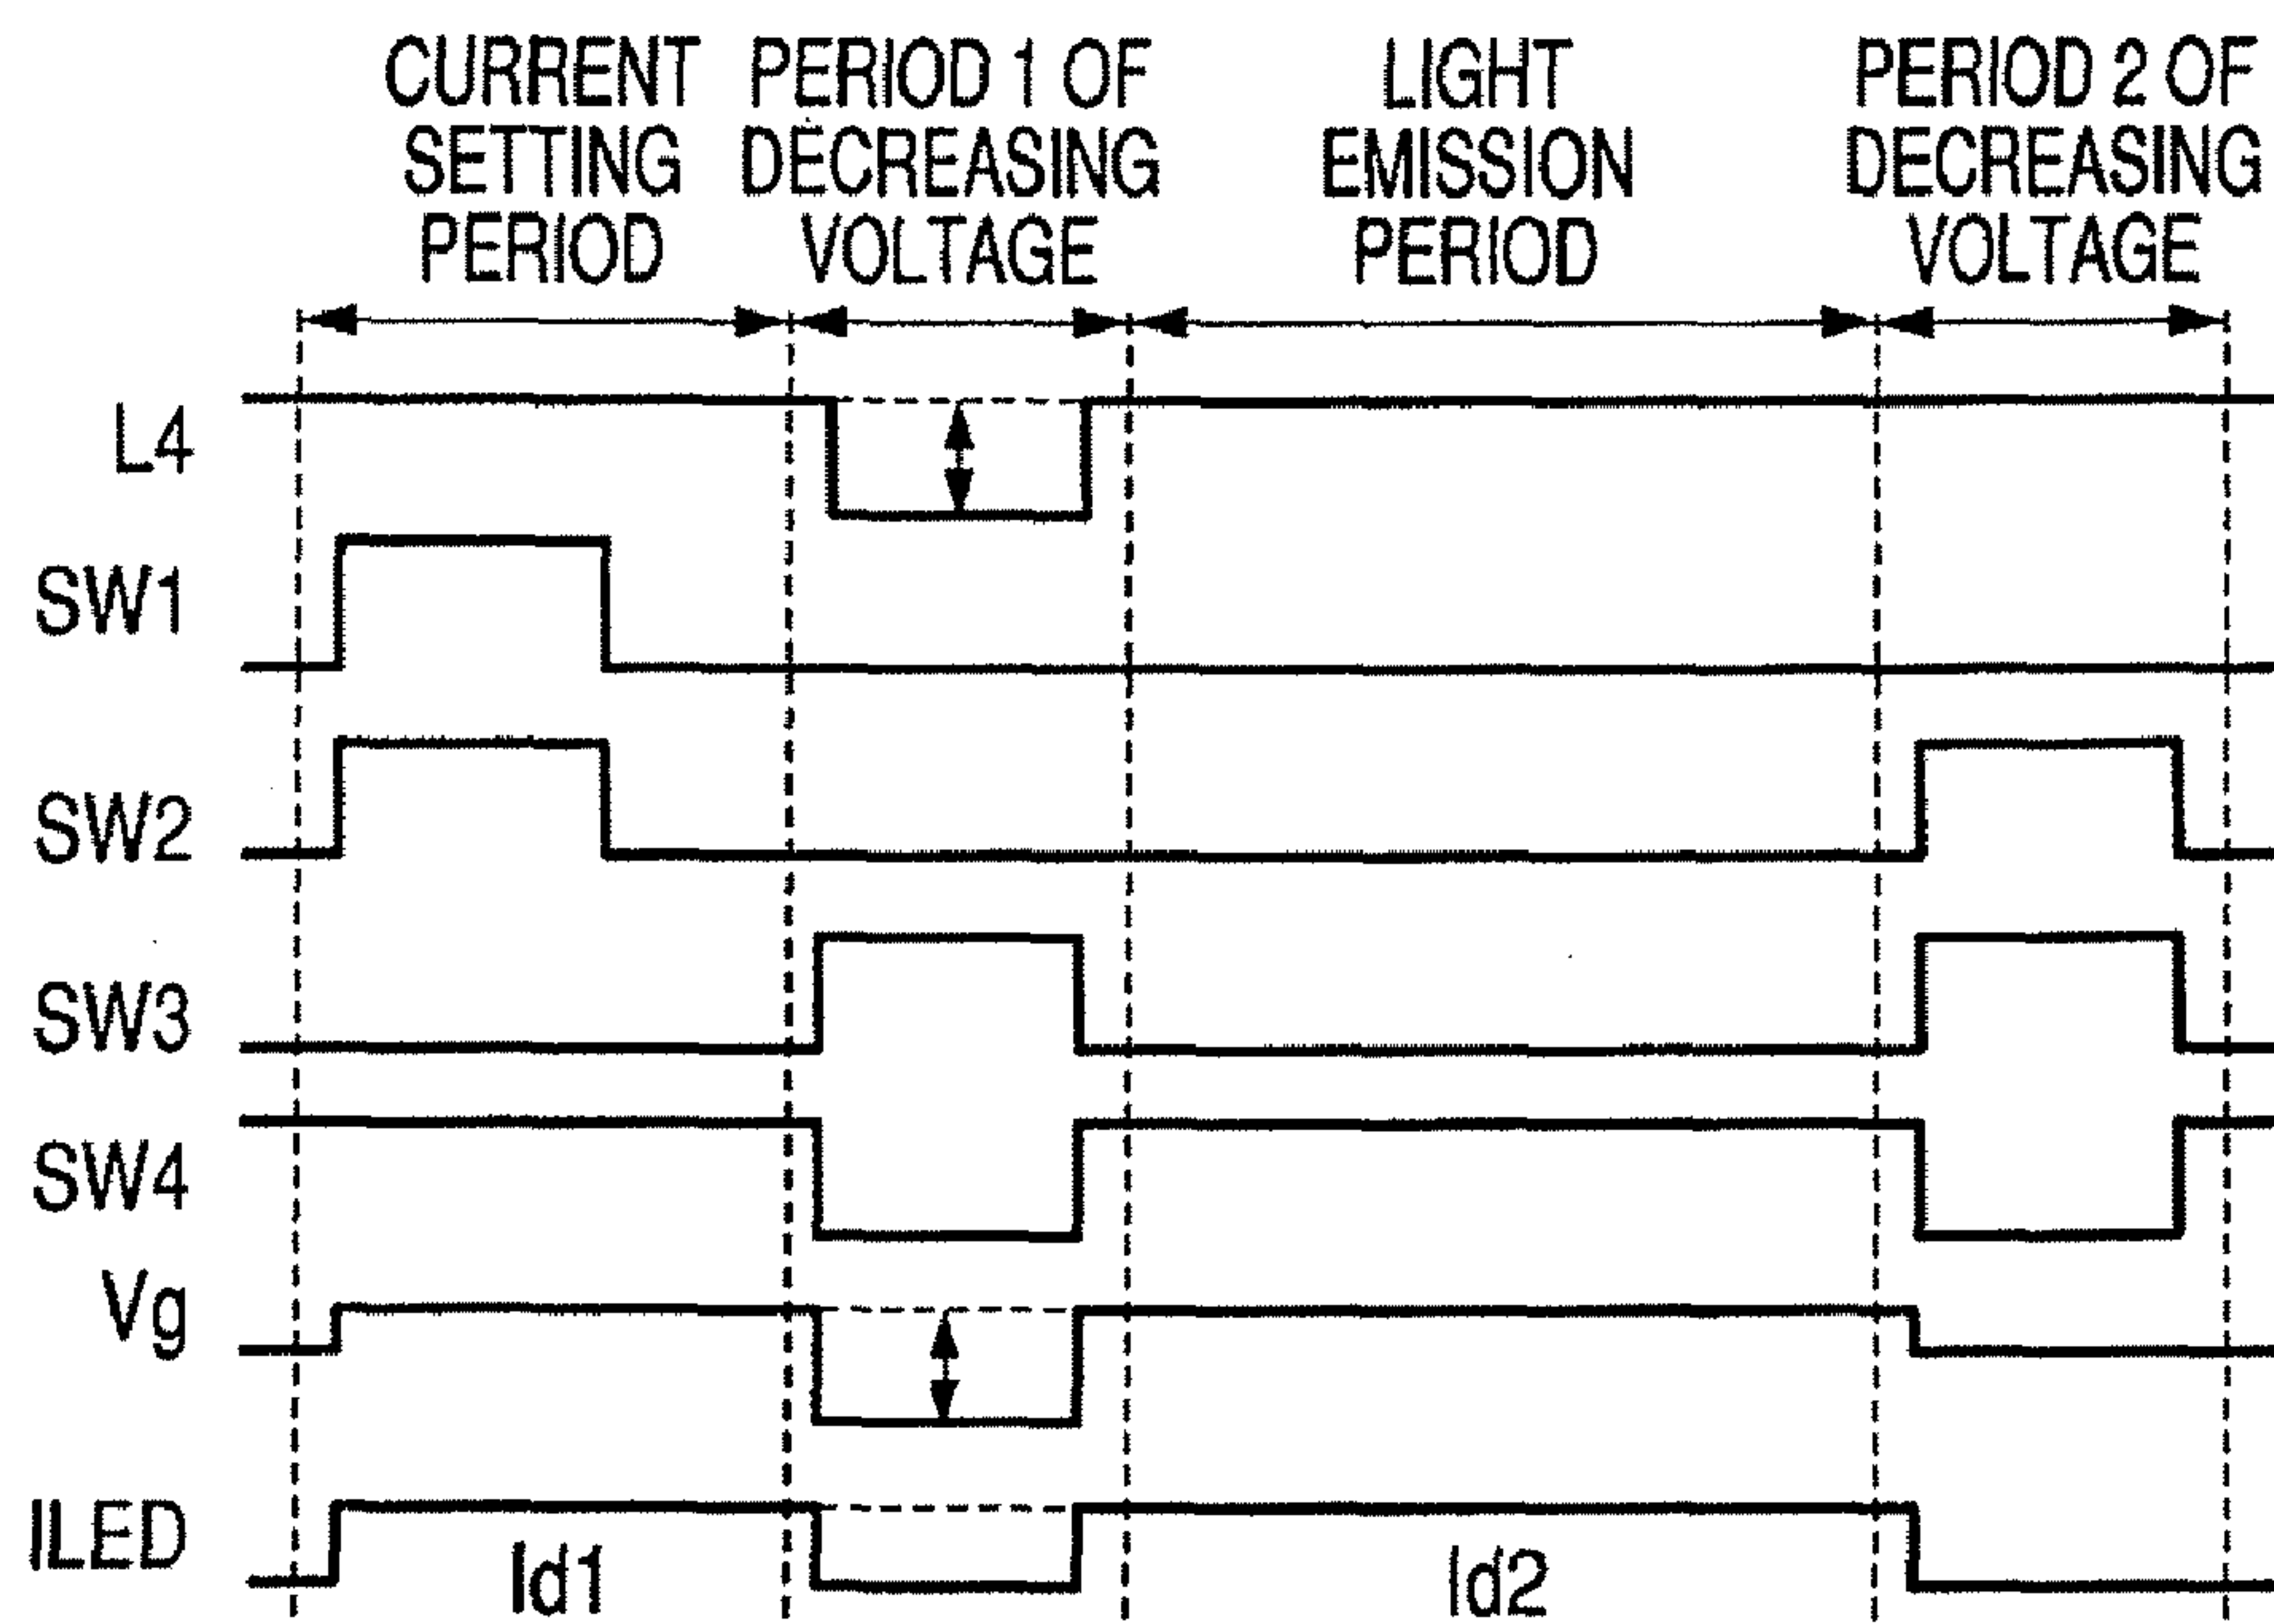 CURRENT
SETTING
PERIOD
PERIOD 1 OF
DECREASING
VOLTAGE
LIGHT
EMISSION
PERIOD
PERIOD 2 OF
DECREASING
VOLTAGE
L4
SW1
SW2
SW3
SW4
Vg
ILED
Id1
Id2